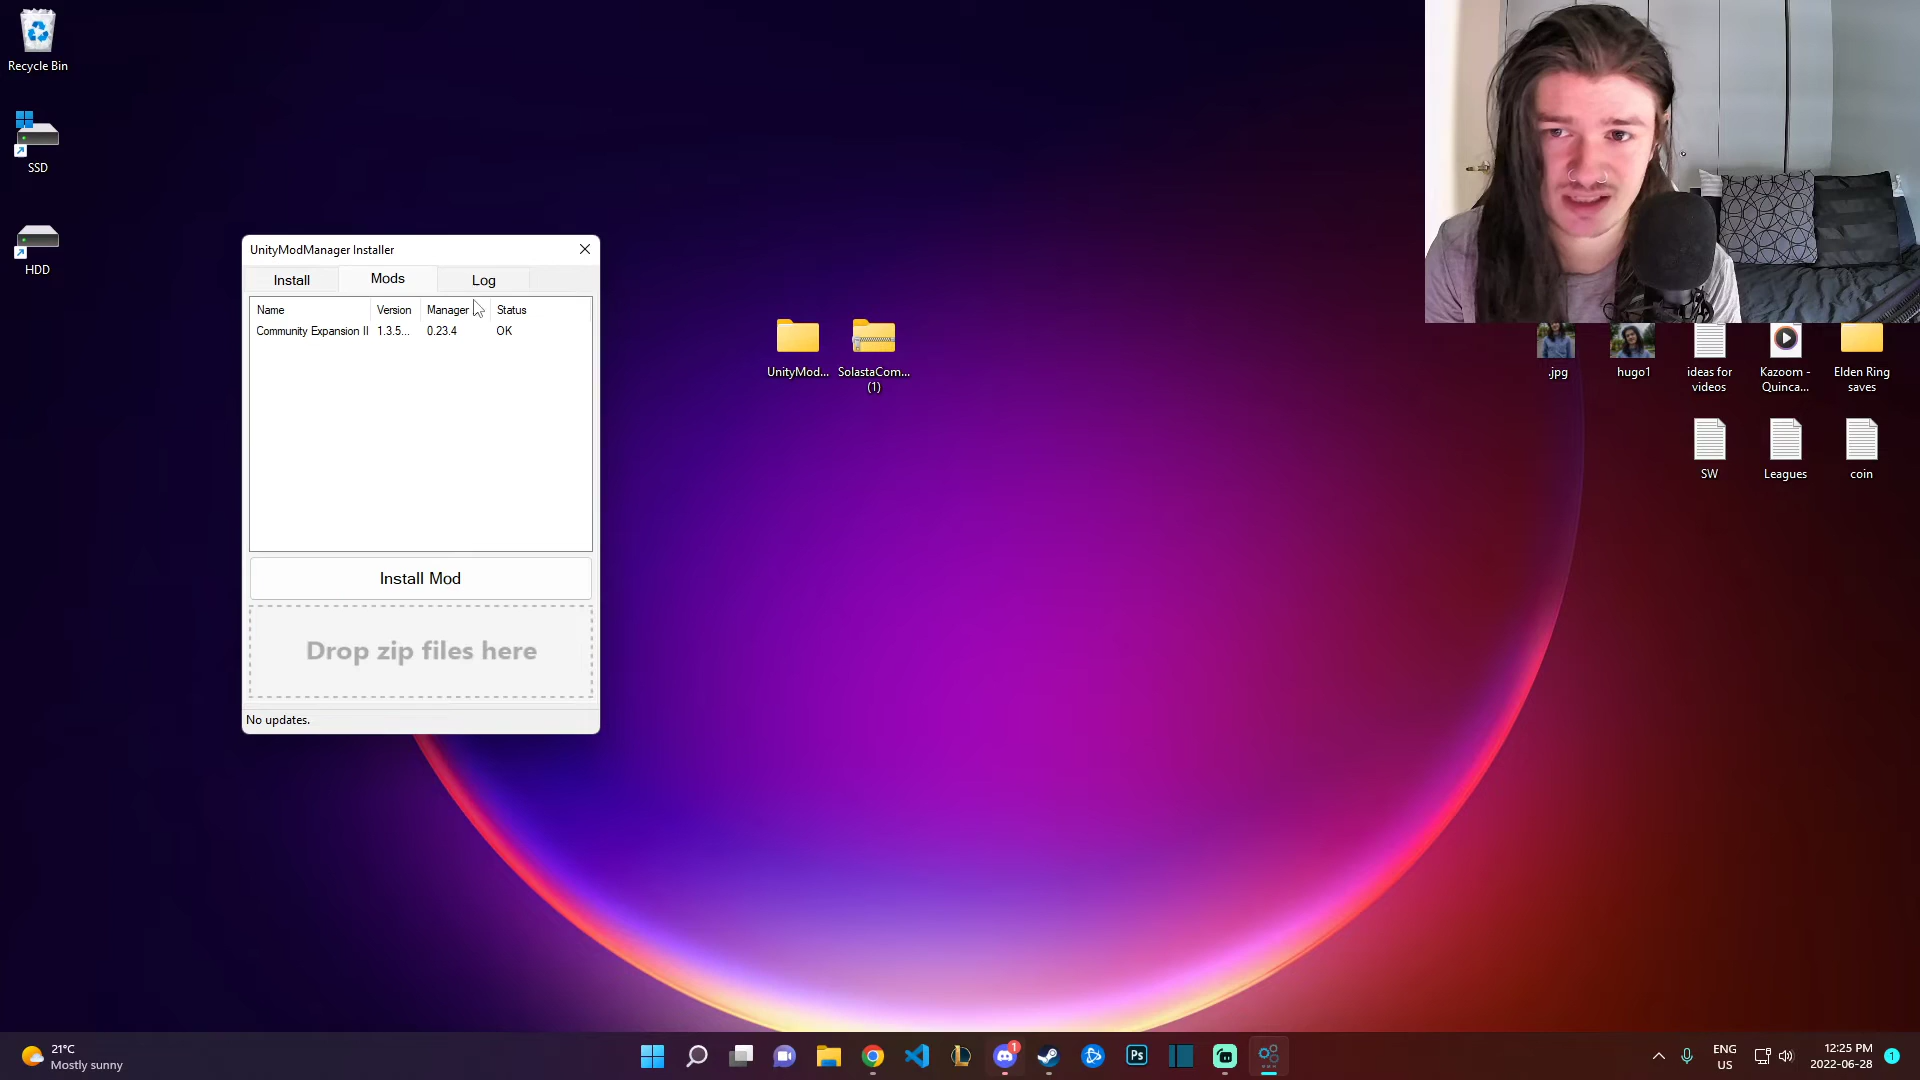 Recycle Bin
SSD
HDD
UnityModManager Installer
Install Mods Log
Name Version Manager Status
Community Expansion II 1.3.5... 0.23.4 OK
Install Mod
Drop zip files here
No updates.
UnityMod...
SolastaCom...
(1)
.jpg
hugo1
ideas for
videos
Kazoom -
Quinca...
Elden Ring
saves
SW
Leagues
coin
21°C
Mostly sunny
1
Ps
ENG
US
12:25 PM
2022-06-28
1